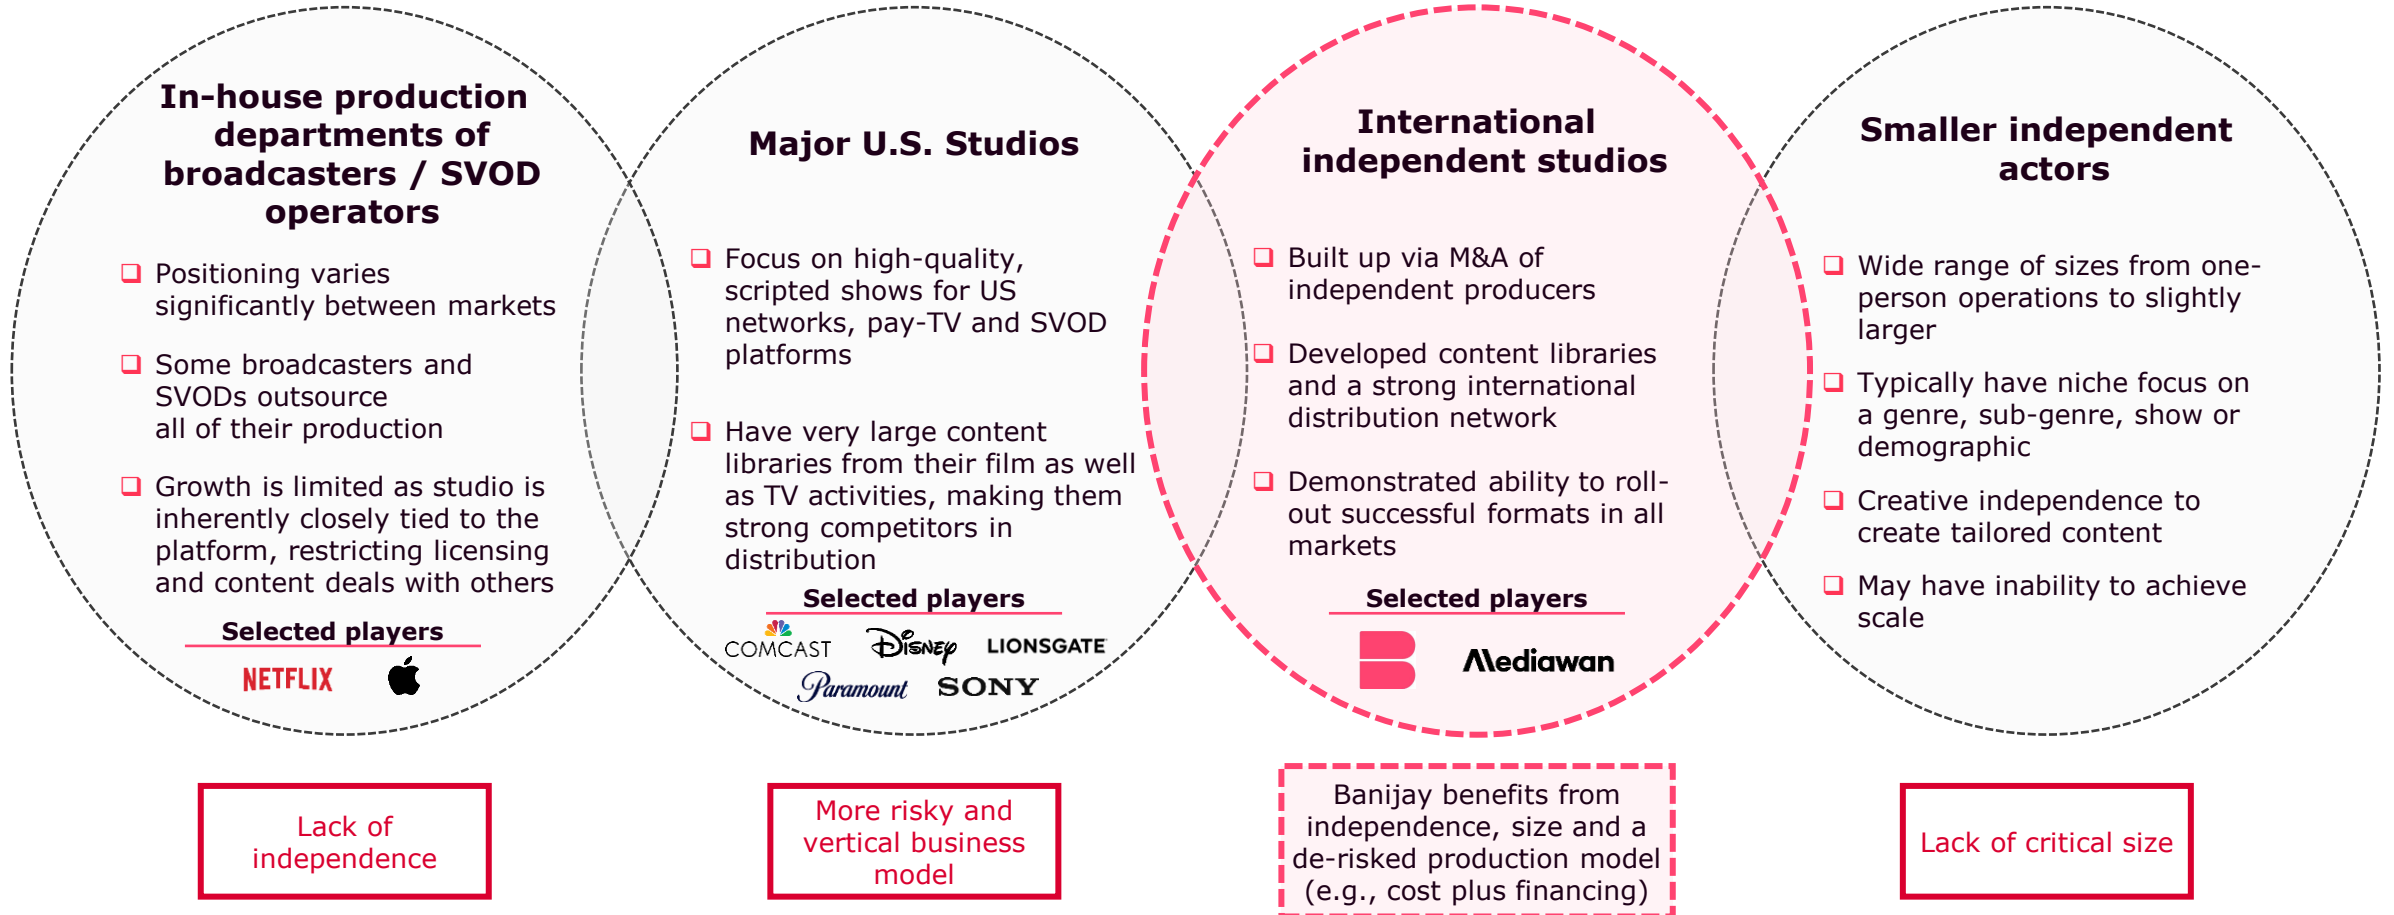 In-house production
departments of
broadcasters / SVOD
operators
Positioning varies
significantly between markets
Some broadcasters and
SVODs outsource
all of their production
Growth is limited as studio is
inherently closely tied to the
platform, restricting licensing
and content deals with others
Selected players
NETFLIX
Lack of
independence
Major U.S. Studios
Focus on high-quality,
scripted shows for US
networks, pay-TV and SVOD
platforms
Have very large content
libraries from their film as well
as TV activities, making them
strong competitors in
distribution
Selected players
COMCAST Disney LIONSGATE
Paramount SONY
More risky and
vertical business
model
International
independent studios
Built up via M&A of
independent producers
Developed content libraries
and a strong international
distribution network
Demonstrated ability to roll-
out successful formats in all
markets
Selected players
Mediawan
Banijay benefits from
independence, size and a
de-risked production model
(e.g., cost plus financing)
Smaller independent
actors
Wide range of sizes from one-
person operations to slightly
larger
Typically have niche focus on
a genre, sub-genre, show or
demographic
Creative independence to
create tailored content
May have inability to achieve
scale
Lack of critical size